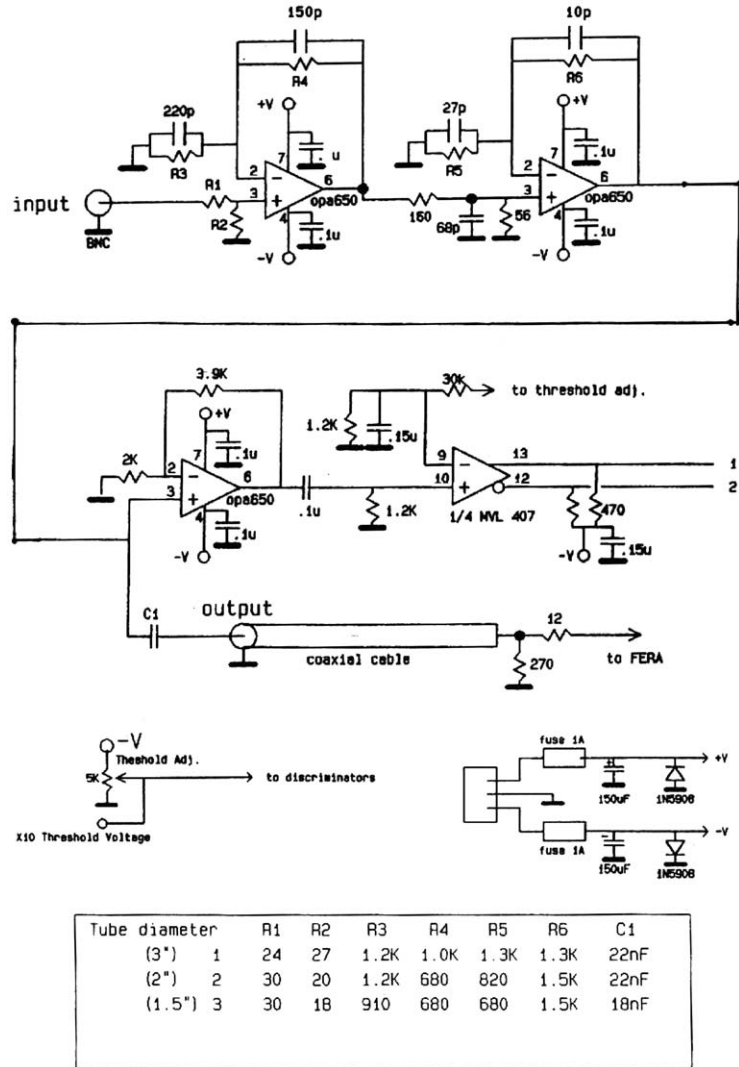 150p
R4
220p
R3
+V
.u
7
2
3
6
opa650
4
.1u
-V
input
BNC
R1
R2
10p
R6
27p
R5
+V
.1u
7
2
3
6
opa650
4
.1u
-V
160
68p
56
3.9K
+V
.1u
2K
7
2
3
6
opa650
4
.1u
-V
.1u
1.2K
30K
to threshold adj.
1.2K
.15u
9
10
13
12
1/4 MVL 407
1
2
470
-V
.15u
C1
output
coaxial cable
12
270
to FERA
-V
Theshold Adj.
5K
to discriminators
X10 Threshold Voltage
fuse 1A
+V
150uF
1N5908
fuse 1A
-V
150uF
1N5908
Tube diameter R1 R2 R3 R4 R5 R6 C1
(3") 1 24 27 1.2K 1.0K 1.3K 1.3K 22nF
(2") 2 30 20 1.2K 680 820 1.5K 22nF
(1.5") 3 30 18 910 680 680 1.5K 18nF